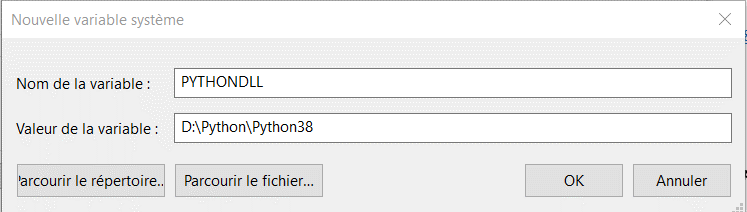 Nouvelle variable système
Nom de la variable : PYTHONDLL
Valeur de la variable : D:\Python\Python38
Parcourir le répertoire... Parcourir le fichier... OK Annuler